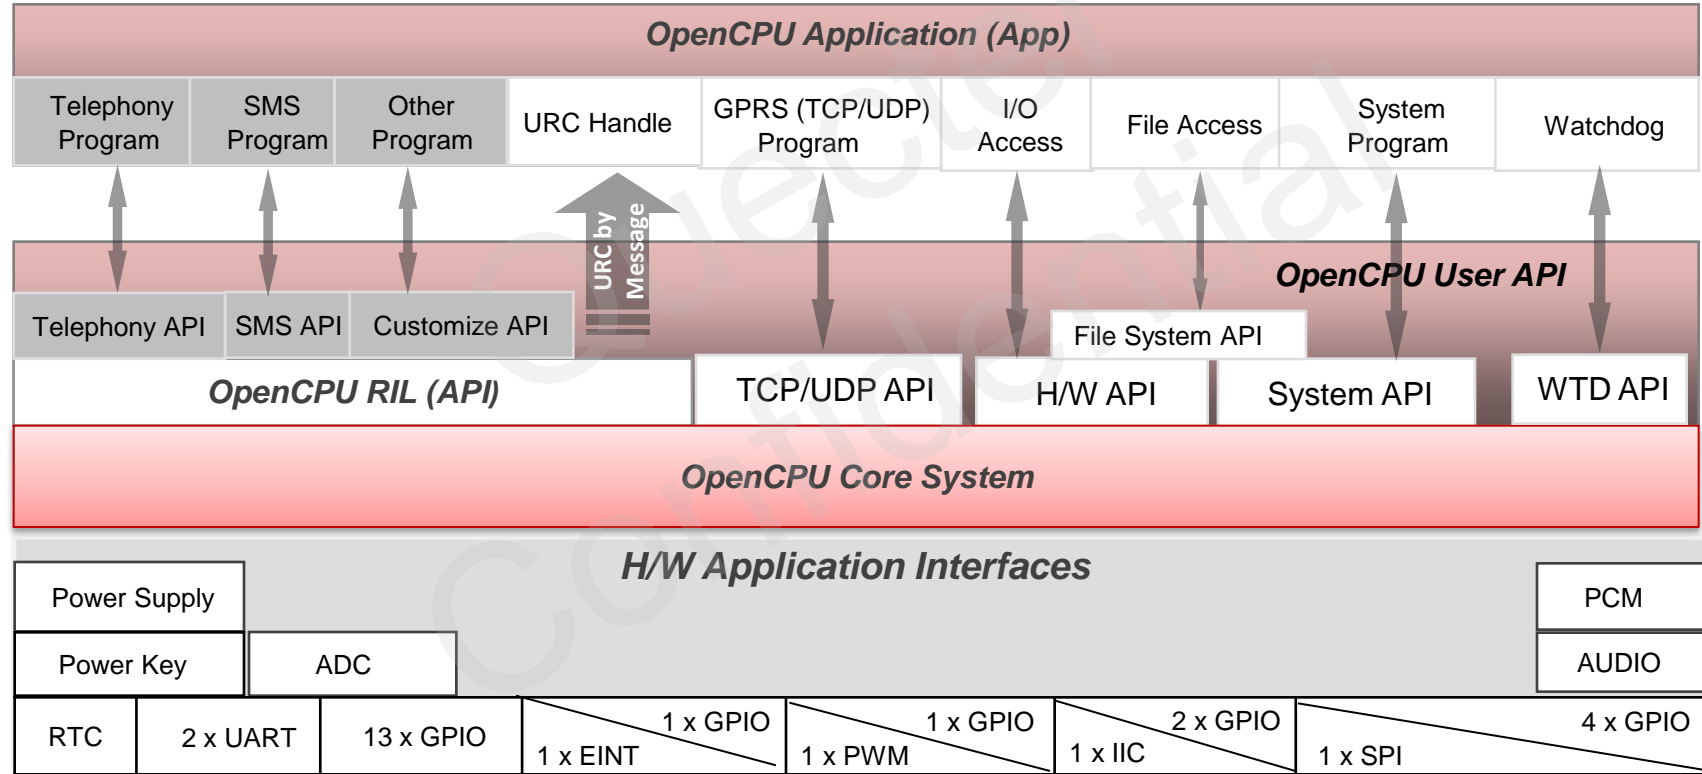 OpenCPU Application (App)
Telephony
Program
SMS
Program
Other
Program
URC Handle
GPRS (TCP/UDP)
Program
I/O
Access
File Access
System
Program
Watchdog
URC by
Message
OpenCPU User API
Telephony API
SMS API
Customize API
File System API
OpenCPU RIL (API)
TCP/UDP API
H/W API
System API
WTD API
OpenCPU Core System
H/W Application Interfaces
Power Supply
PCM
Power Key
ADC
AUDIO
RTC
2 x UART
13 x GPIO
1 x GPIO
1 x EINT
1 x GPIO
1 x PWM
2 x GPIO
1 x IIC
4 x GPIO
1 x SPI
Quectel
Confidential